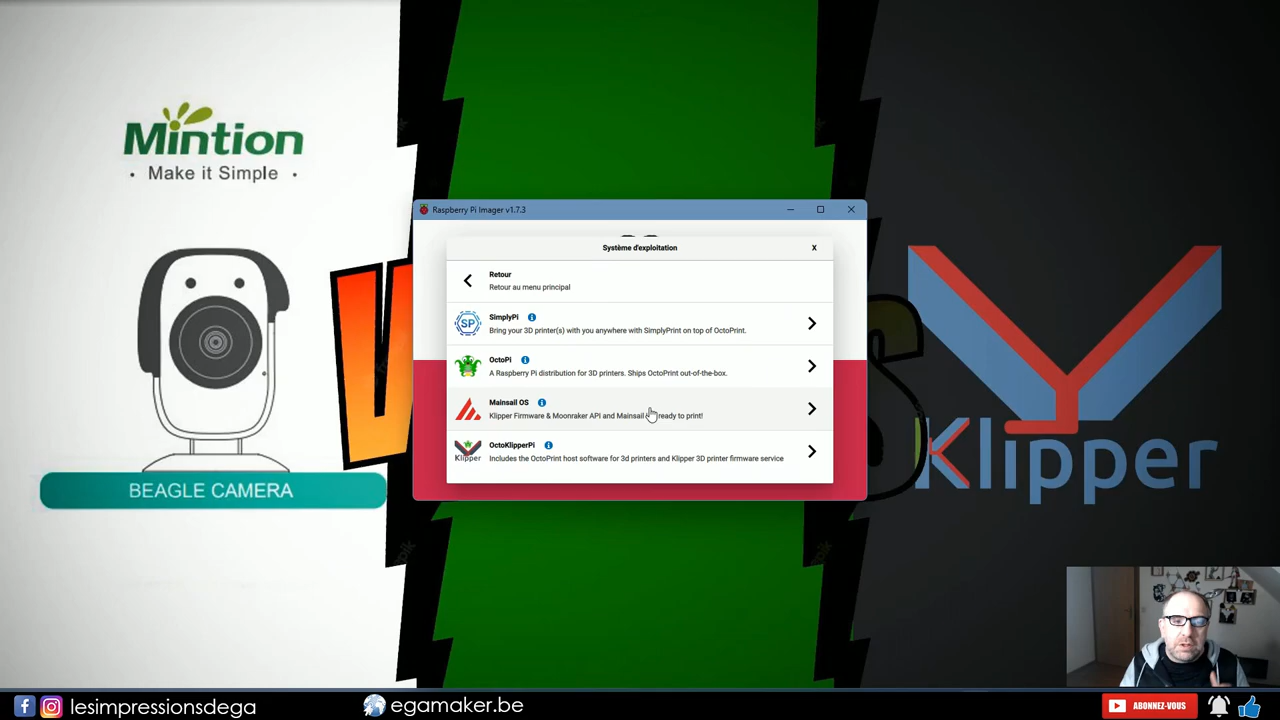 Mintion
• Make it Simple •
BEAGLE CAMERA
Raspberry Pi Imager v1.7.3
Système d'exploitation
X
Retour
Retour au menu principal
SP
SimplyPi
Bring your 3D printer(s) with you anywhere with SimplyPrint on top of OctoPrint.
OctoPi
A Raspberry Pi distribution for 3D printers. Ships OctoPrint out-of-the-box.
Mainsail OS
Klipper Firmware & Moonraker API and Mainsail ready to print!
Klipper
OctoKlipperPi
Includes the OctoPrint host software for 3d printers and Klipper 3D printer firmware service
VS
Klipper
lesimpressionsdega
egamaker.be
ABONNEZ-VOUS